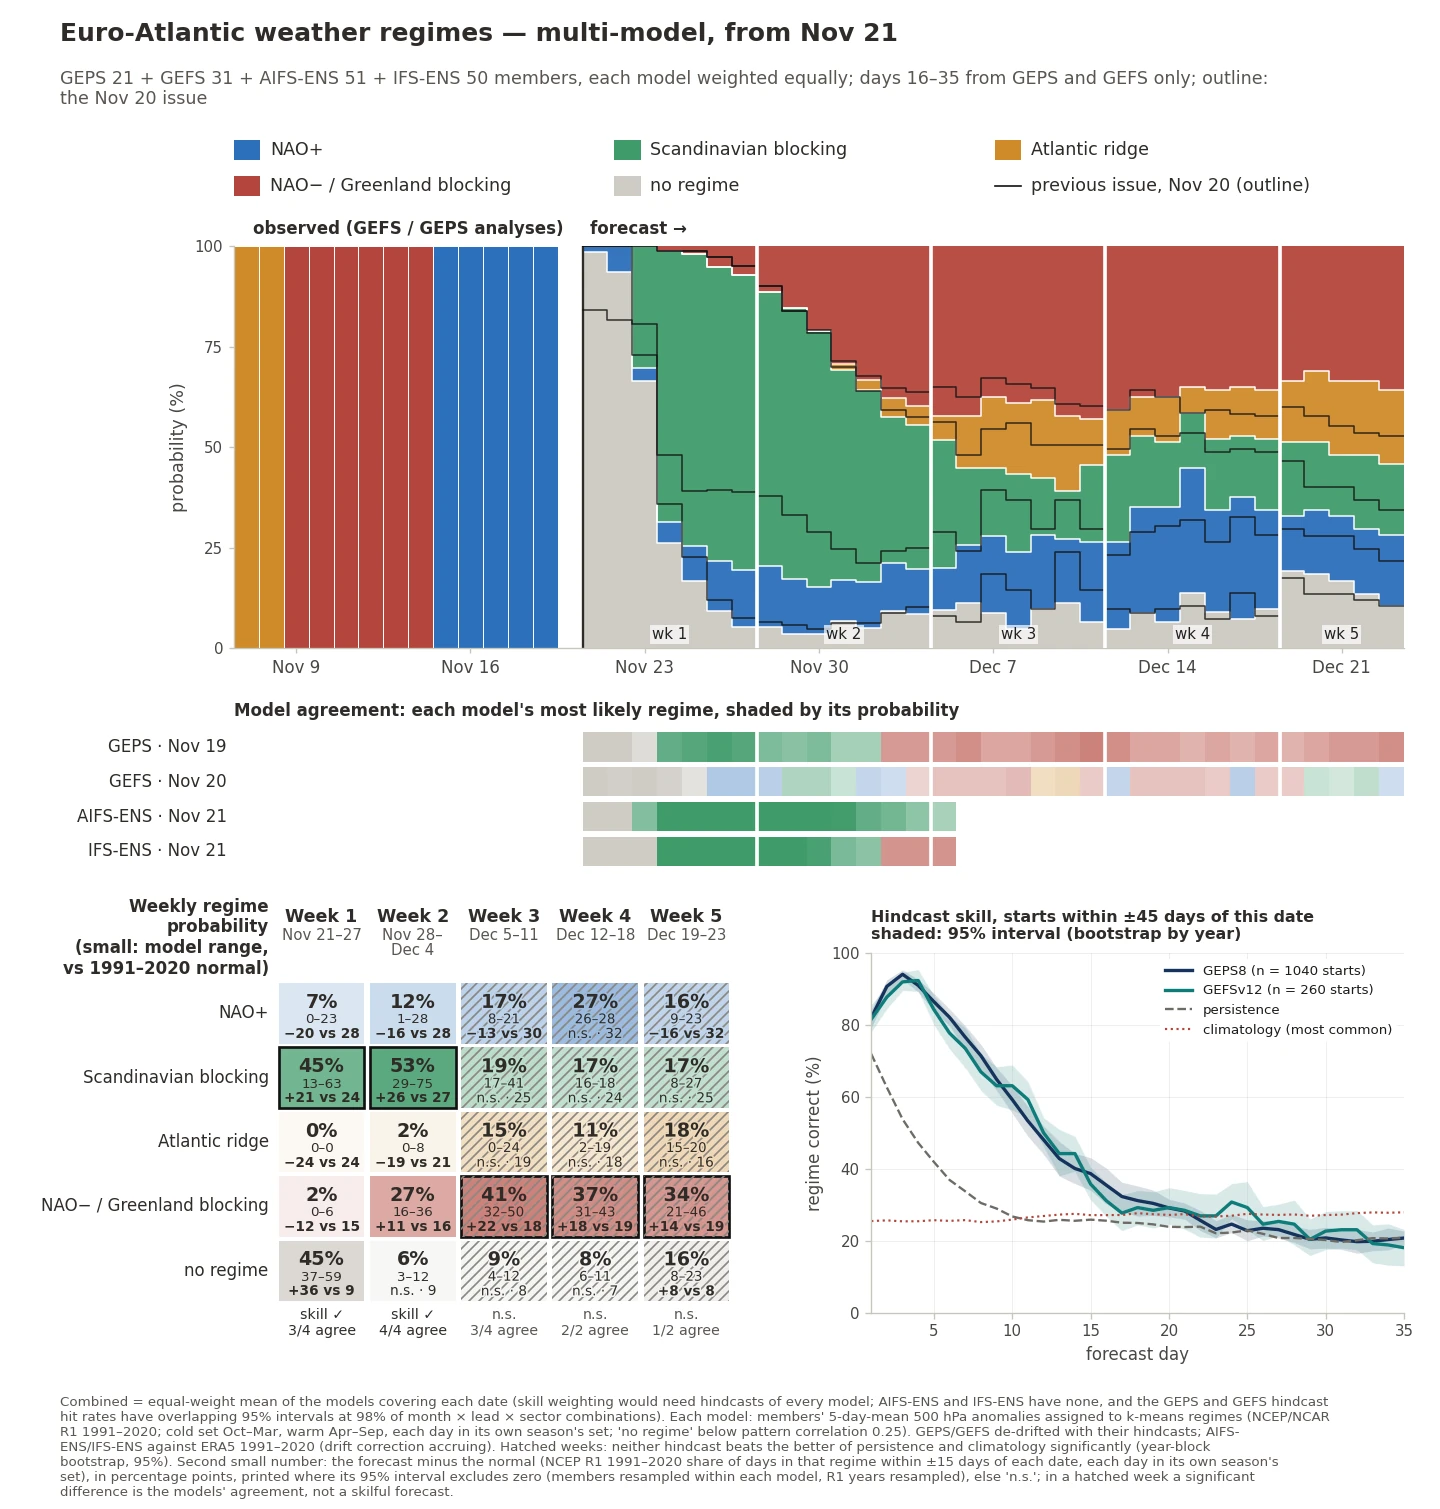 Euro-Atlantic weather regimes — multi-model, from Nov 21
GEPS 21 + GEFS 31 + AIFS-ENS 51 + IFS-ENS 50 members, each model weighted equally; days 16–35 from GEPS and GEFS only; outline:
the Nov 20 issue
NAO+
Scandinavian blocking
Atlantic ridge
NAO− / Greenland blocking
no regime
previous issue, Nov 20 (outline)
observed (GEFS / GEPS analyses)
forecast →
probability (%)
100
75
50
25
0
wk 1
wk 2
wk 3
wk 4
wk 5
Nov 9
Nov 16
Nov 23
Nov 30
Dec 7
Dec 14
Dec 21
Model agreement: each model's most likely regime, shaded by its probability
GEPS · Nov 19
GEFS · Nov 20
AIFS-ENS · Nov 21
IFS-ENS · Nov 21
Weekly regime
probability
(small: model range,
vs 1991–2020 normal)
Week 1
Nov 21–27
Week 2
Nov 28–
Dec 4
Week 3
Dec 5–11
Week 4
Dec 12–18
Week 5
Dec 19–23
NAO+
7%
0–23
−20 vs 28
12%
1–28
−16 vs 28
17%
8–21
−13 vs 30
27%
26–28
n.s. · 32
16%
9–23
−16 vs 32
Scandinavian blocking
45%
13–63
+21 vs 24
53%
29–75
+26 vs 27
19%
17–41
n.s. · 25
17%
16–18
n.s. · 24
17%
8–27
n.s. · 25
Atlantic ridge
0%
0–0
−24 vs 24
2%
0–8
−19 vs 21
15%
0–24
n.s. · 19
11%
2–19
n.s. · 18
18%
15–20
n.s. · 16
NAO− / Greenland blocking
2%
0–6
−12 vs 15
27%
16–36
+11 vs 16
41%
32–50
+22 vs 18
37%
31–43
+18 vs 19
34%
21–46
+14 vs 19
no regime
45%
37–59
+36 vs 9
6%
3–12
n.s. · 9
9%
4–12
n.s. · 8
8%
6–11
n.s. · 7
16%
8–23
+8 vs 8
skill ✓
3/4 agree
skill ✓
4/4 agree
n.s.
3/4 agree
n.s.
2/2 agree
n.s.
1/2 agree
Hindcast skill, starts within ±45 days of this date
shaded: 95% interval (bootstrap by year)
GEPS8 (n = 1040 starts)
GEFSv12 (n = 260 starts)
persistence
climatology (most common)
regime correct (%)
100
80
60
40
20
0
5
10
15
20
25
30
35
forecast day
Combined = equal-weight mean of the models covering each date (skill weighting would need hindcasts of every model; AIFS-ENS and IFS-ENS have none, and the GEPS and GEFS hindcast
hit rates have overlapping 95% intervals at 98% of month × lead × sector combinations). Each model: members' 5-day-mean 500 hPa anomalies assigned to k-means regimes (NCEP/NCAR
R1 1991–2020; cold set Oct–Mar, warm Apr–Sep, each day in its own season's set; 'no regime' below pattern correlation 0.25). GEPS/GEFS de-drifted with their hindcasts; AIFS-
ENS/IFS-ENS against ERA5 1991–2020 (drift correction accruing). Hatched weeks: neither hindcast beats the better of persistence and climatology significantly (year-block
bootstrap, 95%). Second small number: the forecast minus the normal (NCEP R1 1991–2020 share of days in that regime within ±15 days of each date, each day in its own season's
set), in percentage points, printed where its 95% interval excludes zero (members resampled within each model, R1 years resampled), else 'n.s.'; in a hatched week a significant
difference is the models' agreement, not a skilful forecast.